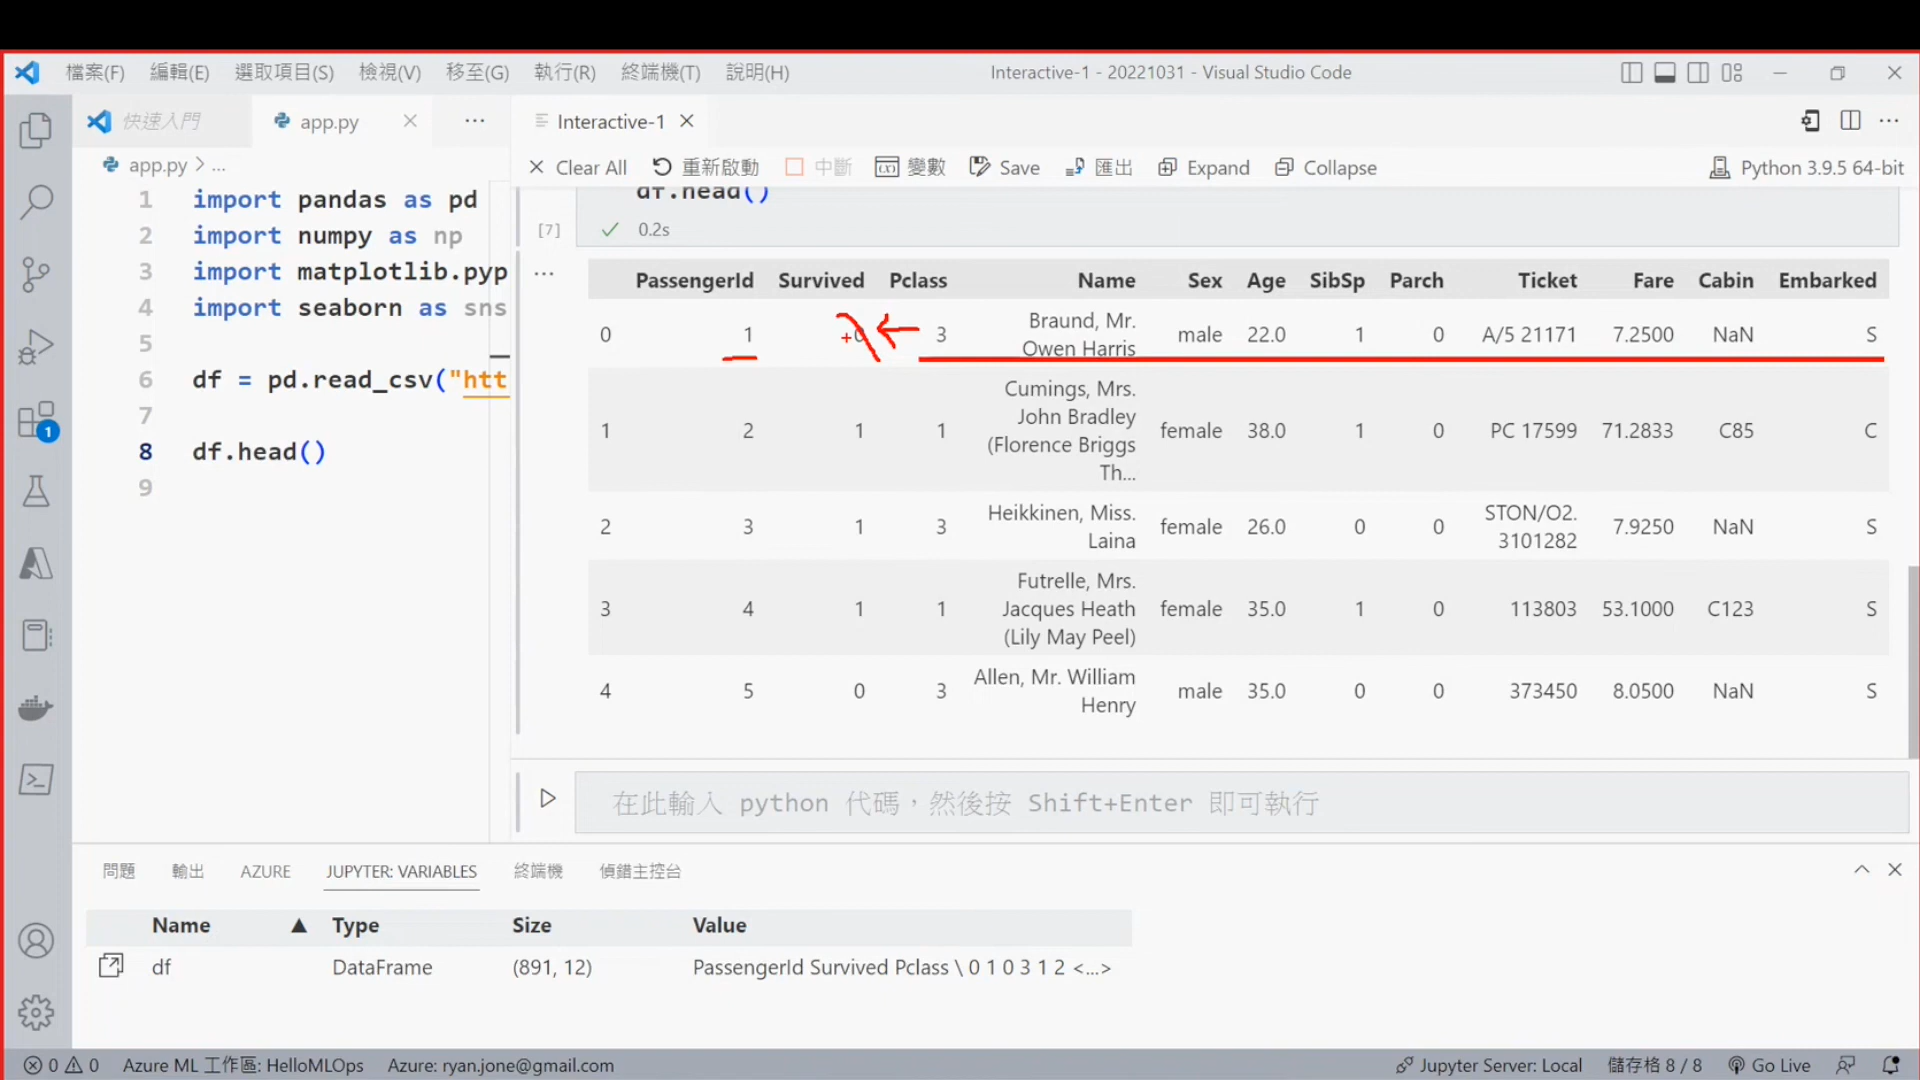 檔案(F) 編輯(E) 選取項目(S) 檢視(V) 移至(G) 執行(R) 終端機(T) 說明(H) Interactive-1 - 20221031 - Visual Studio Code
快速入門 app.py ··· Interactive-1 ···
app.py > ...
Clear All 重新啟動 中斷 變數 Save 匯出 Expand Collapse Python 3.9.5 64-bit
1 import pandas as pd
2 import numpy as np
3 import matplotlib.pyp
4 import seaborn as sns
5
6 df = pd.read_csv("htt
7
8 df.head()
9
df.head()
[7] ✓ 0.2s
···
PassengerId Survived Pclass Name Sex Age SibSp Parch Ticket Fare Cabin Embarked
0 1 0 3 Braund, Mr. Owen Harris male 22.0 1 0 A/5 21171 7.2500 NaN S
1 2 1 1 Cumings, Mrs. John Bradley (Florence Briggs Th... female 38.0 1 0 PC 17599 71.2833 C85 C
2 3 1 3 Heikkinen, Miss. Laina female 26.0 0 0 STON/O2. 3101282 7.9250 NaN S
3 4 1 1 Futrelle, Mrs. Jacques Heath (Lily May Peel) female 35.0 1 0 113803 53.1000 C123 S
4 5 0 3 Allen, Mr. William Henry male 35.0 0 0 373450 8.0500 NaN S
在此輸入 python 代碼，然後按 Shift+Enter 即可執行
1
問題 輸出 AZURE JUPYTER: VARIABLES 終端機 偵錯主控台
Name ▲ Type Size Value
df DataFrame (891, 12) PassengerId Survived Pclass \ 0 1 0 3 1 2 <...>
0 0 Azure ML 工作區: HelloMLOps Azure: ryan.jone@gmail.com Jupyter Server: Local 儲存格 8 / 8 Go Live